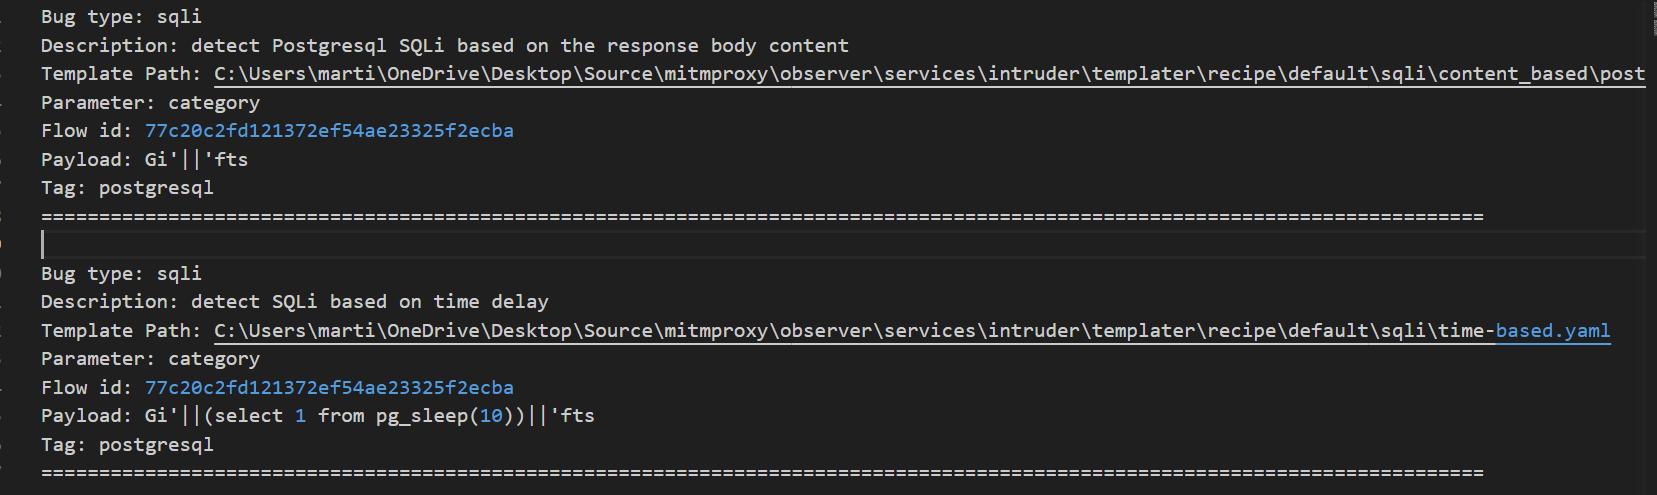 Bug type: sqli
Description: detect Postgresql SQLi based on the response body content
Template Path: C:\Users\marti\OneDrive\Desktop\Source\mitmproxy\observer\services\intruder\templater\recipe\default\sqli\content_based\post
Parameter: category
Flow id: 77c20c2fd121372ef54ae23325f2ecba
Payload: Gi'||'fts
Tag: postgresql
=============================================================================================================================
Bug type: sqli
Description: detect SQLi based on time delay
Template Path: C:\Users\marti\OneDrive\Desktop\Source\mitmproxy\observer\services\intruder\templater\recipe\default\sqli\time-based.yaml
Parameter: category
Flow id: 77c20c2fd121372ef54ae23325f2ecba
Payload: Gi'||(select 1 from pg_sleep(10))||'fts
Tag: postgresql
=============================================================================================================================